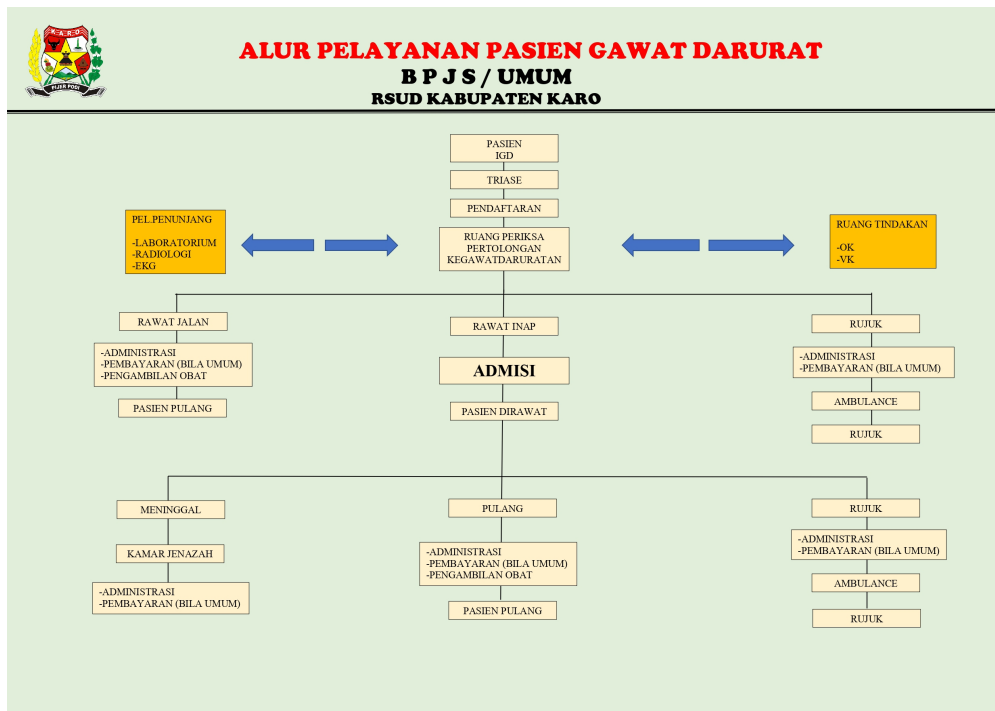 KARO
PIJER PODI
ALUR PELAYANAN PASIEN GAWAT DARURAT
B P J S / UMUM
RSUD KABUPATEN KARO
PASIEN
IGD
TRIASE
PENDAFTARAN
RUANG PERIKSA
PERTOLONGAN
KEGAWATDARURATAN
PEL.PENUNJANG
-LABORATORIUM
-RADIOLOGI
-EKG
RUANG TINDAKAN
-OK
-VK
RAWAT JALAN
-ADMINISTRASI
-PEMBAYARAN (BILA UMUM)
-PENGAMBILAN OBAT
PASIEN PULANG
RAWAT INAP
ADMISI
PASIEN DIRAWAT
RUJUK
-ADMINISTRASI
-PEMBAYARAN (BILA UMUM)
AMBULANCE
RUJUK
MENINGGAL
KAMAR JENAZAH
-ADMINISTRASI
-PEMBAYARAN (BILA UMUM)
PULANG
-ADMINISTRASI
-PEMBAYARAN (BILA UMUM)
-PENGAMBILAN OBAT
PASIEN PULANG
RUJUK
-ADMINISTRASI
-PEMBAYARAN (BILA UMUM)
AMBULANCE
RUJUK